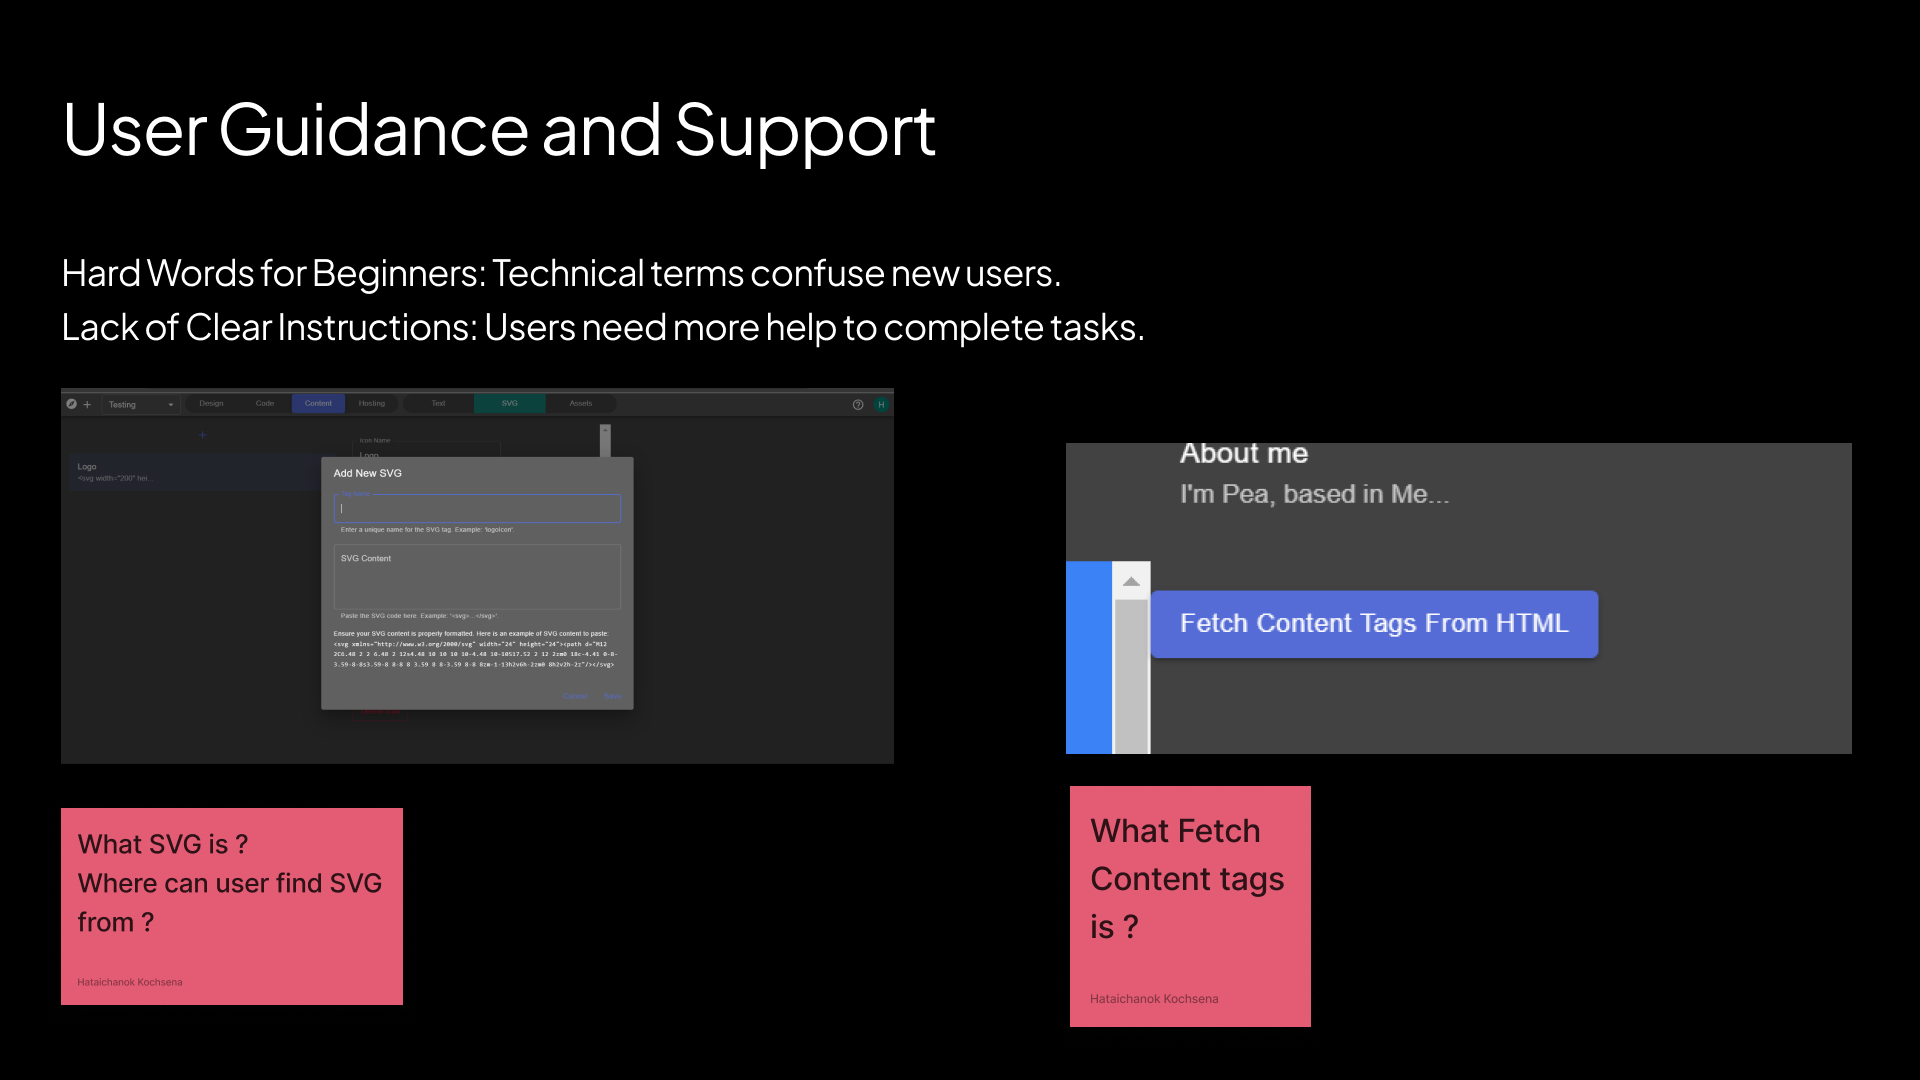 User Guidance and Support
Hard Words for Beginners: Technical terms confuse new users.
Lack of Clear Instructions: Users need more help to complete tasks.
Testing
Design
Code
Content
Hosting
Text
SVG
Assets
H
Icon Name
Logo
Logo
<svg width="200" hei...
Add New SVG
Tag Name
Enter a unique name for the SVG tag. Example: 'logoIcon'.
SVG Content
Paste the SVG code here. Example: '<svg>...</svg>'
Ensure your SVG content is properly formatted. Here is an example of SVG content to paste:
<svg xmlns="http://www.w3.org/2000/svg" width="24" height="24"><path d="M12
2C6.48 2 2 6.48 2 12s4.48 10 10 10 10-4.48 10-10S17.52 2 12 2zm0 18c-4.41 0-8-
3.59-8-8s3.59-8 8-8 8 3.59 8 8-3.59 8-8 8zm-1-13h2v6h-2zm0 8h2v2h-2z"/></svg>
About me
I'm Pea, based in Me...
Fetch Content Tags From HTML
What SVG is ?
Where can user find SVG
from ?
Hataichanok Kochsena
What Fetch
Content tags
is ?
Hataichanok Kochsena